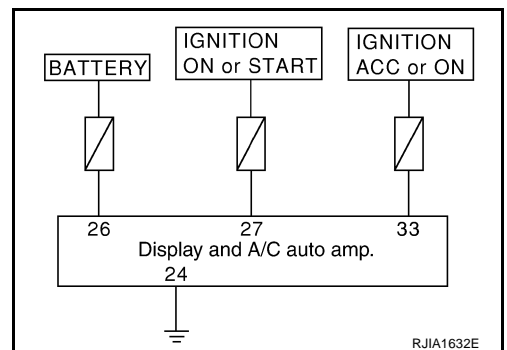 BATTERY
IGNITION
ON or START
IGNITION
ACC or ON
26 27 33
Display and A/C auto amp.
24
RJIA1632E